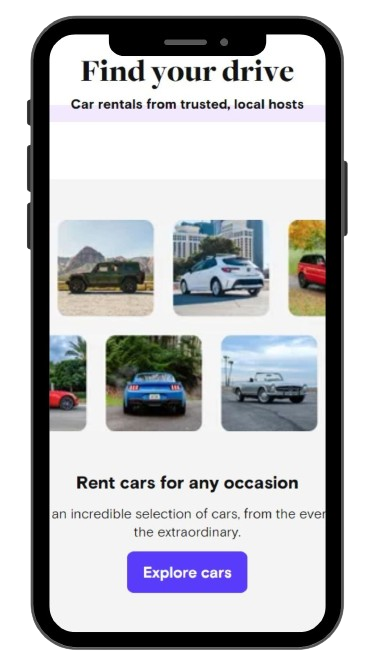 Find your drive
Car rentals from trusted, local hosts
Rent cars for any occasion
an incredible selection of cars, from the ever
the extraordinary.
Explore cars